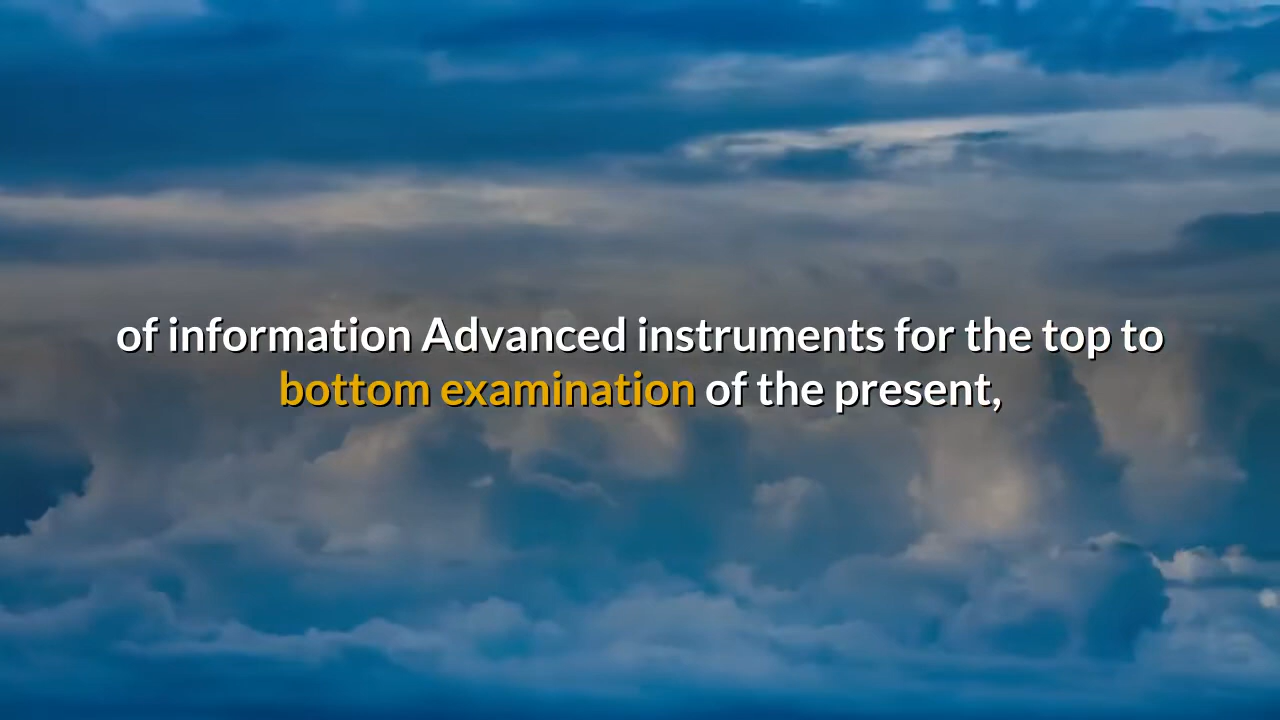 of information Advanced instruments for the top to
bottom examination of the present,